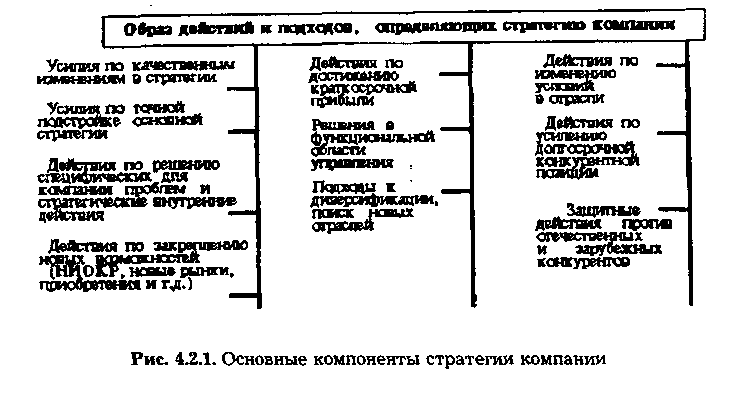 Образ действий и подходов, определяющих стратегию компании
Усилия по качественным
изменениям в стратегии
Усилия по точной
подстройке основной
стратегии
Действия по решению
специфических для
компании проблем и
стратегические внутренние
действия
Действия по закреплению
новых возможностей
(НИОКР, новые рынки,
приобретения и т.д.)
Действия по
достижению
краткосрочной
прибыли
Решения в
функциональной
области
управления
Подходы к
диверсификации,
поиск новых
отраслей
Действия по
изменению
условий
в отрасли
Действия по
усилению
долгосрочной
конкурентной
позиции
Защитные
действия против
отечественных
и зарубежных
конкурентов
Рис. 4.2.1. Основные компоненты стратегии компании